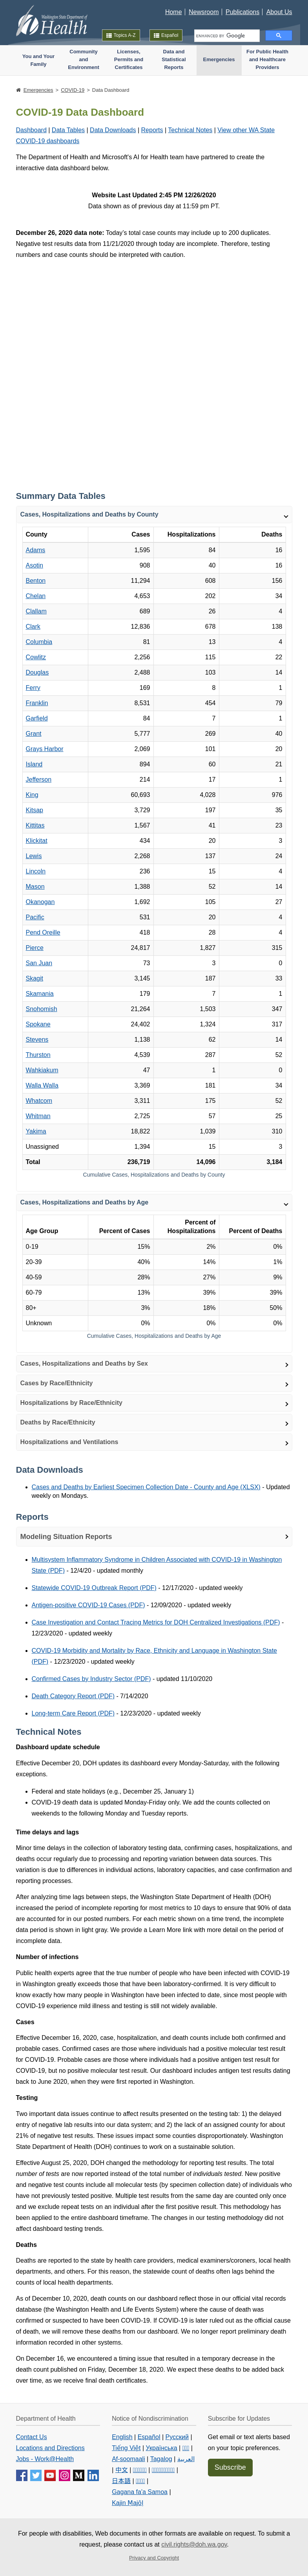 Home | Newsroom | Publications | About Us
Washington State Department of
Health
Topics A-Z
Español
ENHANCED BY Google
You and Your Family
Community and Environment
Licenses, Permits and Certificates
Data and Statistical Reports
Emergencies
For Public Health and Healthcare Providers
Emergencies > COVID-19 > Data Dashboard
COVID-19 Data Dashboard
Dashboard | Data Tables | Data Downloads | Reports | Technical Notes | View other WA State
COVID-19 dashboards
The Department of Health and Microsoft's AI for Health team have partnered to create the
interactive dashboard below.
Website Last Updated 2:45 PM 12/26/2020
Data shown as of previous day at 11:59 pm PT.
December 26, 2020 data note: Today's total case counts may include up to 200 duplicates.
Negative test results data from 11/21/2020 through today are incomplete. Therefore, testing
numbers and case counts should be interpreted with caution.
Summary Data Tables
Cases, Hospitalizations and Deaths by County
County Cases Hospitalizations Deaths
Adams 1,595 84 16
Asotin 908 40 16
Benton 11,294 608 156
Chelan 4,653 202 34
Clallam 689 26 4
Clark 12,836 678 138
Columbia 81 13 4
Cowlitz 2,256 115 22
Douglas 2,488 103 14
Ferry 169 8 1
Franklin 8,531 454 79
Garfield 84 7 1
Grant 5,777 269 40
Grays Harbor 2,069 101 20
Island 894 60 21
Jefferson 214 17 1
King 60,693 4,028 976
Kitsap 3,729 197 35
Kittitas 1,567 41 23
Klickitat 434 20 3
Lewis 2,268 137 24
Lincoln 236 15 4
Mason 1,388 52 14
Okanogan 1,692 105 27
Pacific 531 20 4
Pend Oreille 418 28 4
Pierce 24,817 1,827 315
San Juan 73 3 0
Skagit 3,145 187 33
Skamania 179 7 1
Snohomish 21,264 1,503 347
Spokane 24,402 1,324 317
Stevens 1,138 62 14
Thurston 4,539 287 52
Wahkiakum 47 1 0
Walla Walla 3,369 181 34
Whatcom 3,311 175 52
Whitman 2,725 57 25
Yakima 18,822 1,039 310
Unassigned 1,394 15 3
Total 236,719 14,096 3,184
Cumulative Cases, Hospitalizations and Deaths by County
Cases, Hospitalizations and Deaths by Age
Age Group Percent of Cases Percent of Hospitalizations Percent of Deaths
0-19 15% 2% 0%
20-39 40% 14% 1%
40-59 28% 27% 9%
60-79 13% 39% 39%
80+ 3% 18% 50%
Unknown 0% 0% 0%
Cumulative Cases, Hospitalizations and Deaths by Age
Cases, Hospitalizations and Deaths by Sex
Cases by Race/Ethnicity
Hospitalizations by Race/Ethnicity
Deaths by Race/Ethnicity
Hospitalizations and Ventilations
Data Downloads
Cases and Deaths by Earliest Specimen Collection Date - County and Age (XLSX) - Updated
weekly on Mondays.
Reports
Modeling Situation Reports
Multisystem Inflammatory Syndrome in Children Associated with COVID-19 in Washington
State (PDF) - 12/4/20 - updated monthly
Statewide COVID-19 Outbreak Report (PDF) - 12/17/2020 - updated weekly
Antigen-positive COVID-19 Cases (PDF) - 12/09/2020 - updated weekly
Case Investigation and Contact Tracing Metrics for DOH Centralized Investigations (PDF) -
12/23/2020 - updated weekly
COVID-19 Morbidity and Mortality by Race, Ethnicity and Language in Washington State
(PDF) - 12/23/2020 - updated weekly
Confirmed Cases by Industry Sector (PDF) - updated 11/10/2020
Death Category Report (PDF) - 7/14/2020
Long-term Care Report (PDF) - 12/23/2020 - updated weekly
Technical Notes
Dashboard update schedule
Effective December 20, 2020, DOH updates its dashboard every Monday-Saturday, with the following
exceptions.
Federal and state holidays (e.g., December 25, January 1)
COVID-19 death data is updated Monday-Friday only. We add the counts collected on
weekends to the following Monday and Tuesday reports.
Time delays and lags
Minor time delays in the collection of laboratory testing data, confirming cases, hospitalizations, and
deaths occur regularly due to processing and reporting variation between data sources. This is due to
differences in activities and molecular, facilities, and departments responsible for data capturing, and
processing.
After analyzing long term lags between events, the Washington State Department of Health (DOH)
increased the period of incomplete reporting for most metrics to 10 days to ensure that 90% or more of
all data are accounted for in our posted numbers. For each metric shown on a time plot, the interval of
incomplete data is shown in gray. We provide a Learn More link with more detail on the interval of
incomplete data.
Number of infections
Public health experts agree that the true number of people who have been infected with COVID-19
in Washington greatly exceeds those that have been laboratory-confirmed. It is very difficult to know
exactly how many people in Washington have been infected to date, since most people with
COVID-19 experience mild illness and testing is still not widely available.
Cases
Effective December 16, 2020, case, hospitalization, and death counts include both confirmed and
probable cases. Confirmed cases are those where individuals had a positive molecular test result
for COVID-19. Probable cases are those where individuals had a positive antigen test result for
COVID-19, but no positive molecular test result. Our dashboard includes antigen test results dating
back to June 2020, when they were first reported in Washington.
Testing
Two important data issues continue to affect results presented on the testing tab: 1) the delayed
entry of negative lab results into our data system; and 2) the lack of an assigned county for
about 21% of negative test results. These issues impact some counties disproportionately. Washington
State Department of Health (DOH) continues to work on a sustainable solution.
Effective August 25, 2020, DOH changed the methodology for reporting test results to include total
number of tests and are now restricted to the number of individuals tested. New methodology does
not exclude test results for individuals by molecular (PCR) specimen collected, including for individuals
who have previously tested positive. Multiple test results from the same day are counted only once and
we do not include additional negative test results after the first positive test result. This methodology has
gone back to the entire dashboard timeframe. Other changes in numbers of testing are delayed during our
addressing testing data and multi dashboard trends.
Deaths
Deaths are reported to the state by health care providers, medical examiners/coroners, local health
departments, and others. In particular, the statewide count of deaths often lags behind the counts
of local health departments.
As of September 10, 2020, death counts on our dashboard reflect those in our official vital records
database (the Washington Health and Life Events System) where the cause of death was
confirmed or suspected to have been COVID-19. If COVID-19 is later ruled out as the cause of
death, the death will be removed from the count. We no longer report preliminary death
information reported in other systems.
On December 16, we encountered a timing issue that resulted in the temporary decrease in the
death count published on Friday, December 18, 2020. We expect these counts to increase in the
coming days, as we receive final death certificates.
Department of Health
Contact Us
Locations and Directions
Jobs - Work@Health
Notice of Nondiscrimination
English | Español | Русский |
Tiếng Việt | Українська |
Af-soomaali | Tagalog | العربية
| 中文 |
日本語 |
Gagana fa'a Samoa |
Kajin Majôl
Subscribe for Updates
Get our email or text alerts based
on your topic preferences.
Subscribe
For people with disabilities, Web documents in other formats are available on request. To submit a
request, please contact us at civil.rights@doh.wa.gov.
Privacy and Copyright